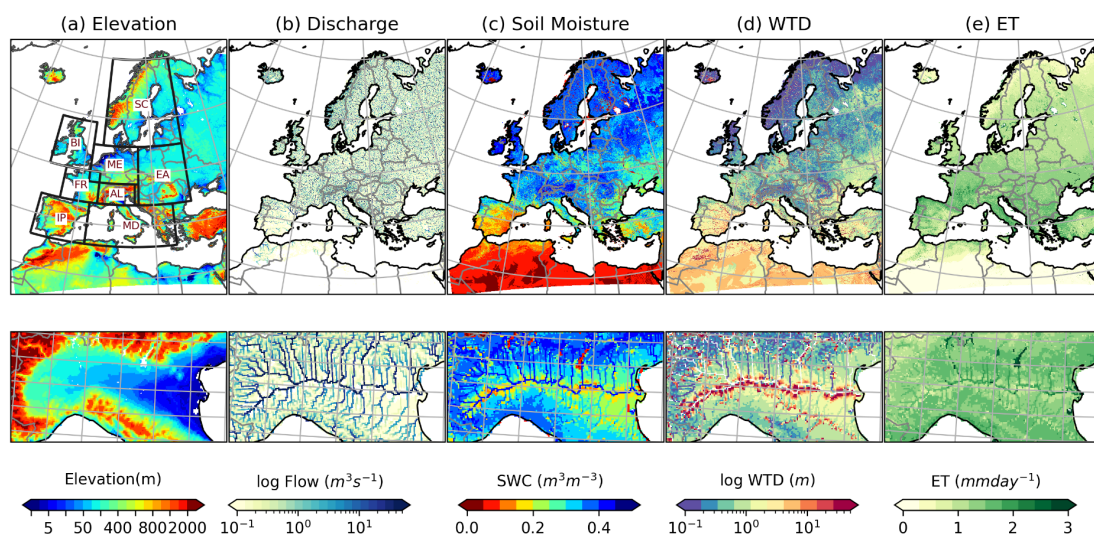 (a) Elevation (b) Discharge (c) Soil Moisture (d) WTD (e) ET
SC
BI
ME
FR
EA
AL
IP
MD
Elevation(m) log Flow (m³s⁻¹) SWC (m³m⁻³) log WTD (m) ET (mmday⁻¹)
5 50 400 800 2000 10⁻¹ 10⁰ 10¹ 0.0 0.2 0.4 10⁻¹ 10⁰ 10¹ 0 1 2 3